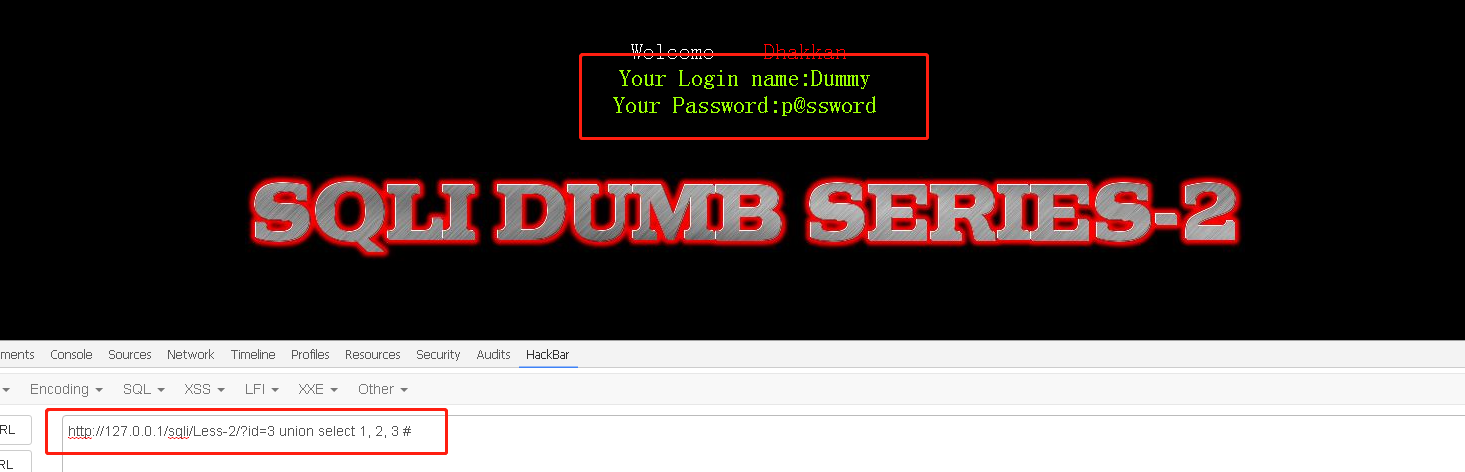 Welcome Dhakkan
Your Login name:Dummy
Your Password:p@ssword
SQLI DUMB SERIES-2
ments Console Sources Network Timeline Profiles Resources Security Audits HackBar
Encoding SQL XSS LFI XXE Other
RL
http://127.0.0.1/sqli/Less-2/?id=3 union select 1, 2, 3 #
RL